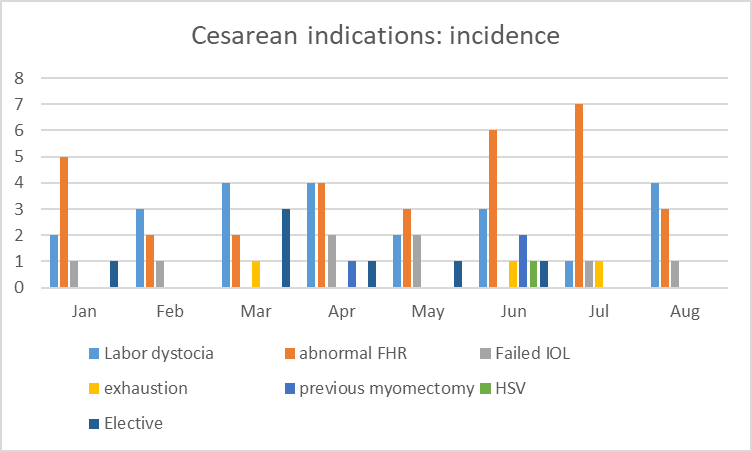 Cesarean indications: incidence
8
7
6
5
4
3
2
1
0
Jan Feb Mar Apr May Jun Jul Aug
Labor dystocia abnormal FHR Failed IOL
exhaustion previous myomectomy HSV
Elective